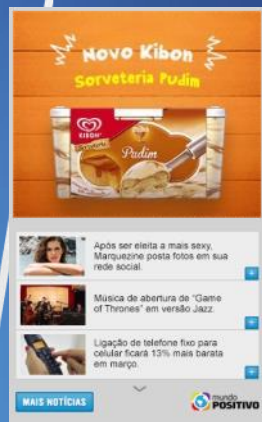 Novo Kibon
Sorveteria Pudim
KIBON
Sorveteria
Pudim
Após ser eleita a mais sexy,
Marquezine posta fotos em sua
rede social.
Música de abertura de "Game
of Thrones" em versão Jazz.
Ligação de telefone fixo para
celular ficará 13% mais barata
em março.
MAIS NOTÍCIAS
mundo
POSITIVO